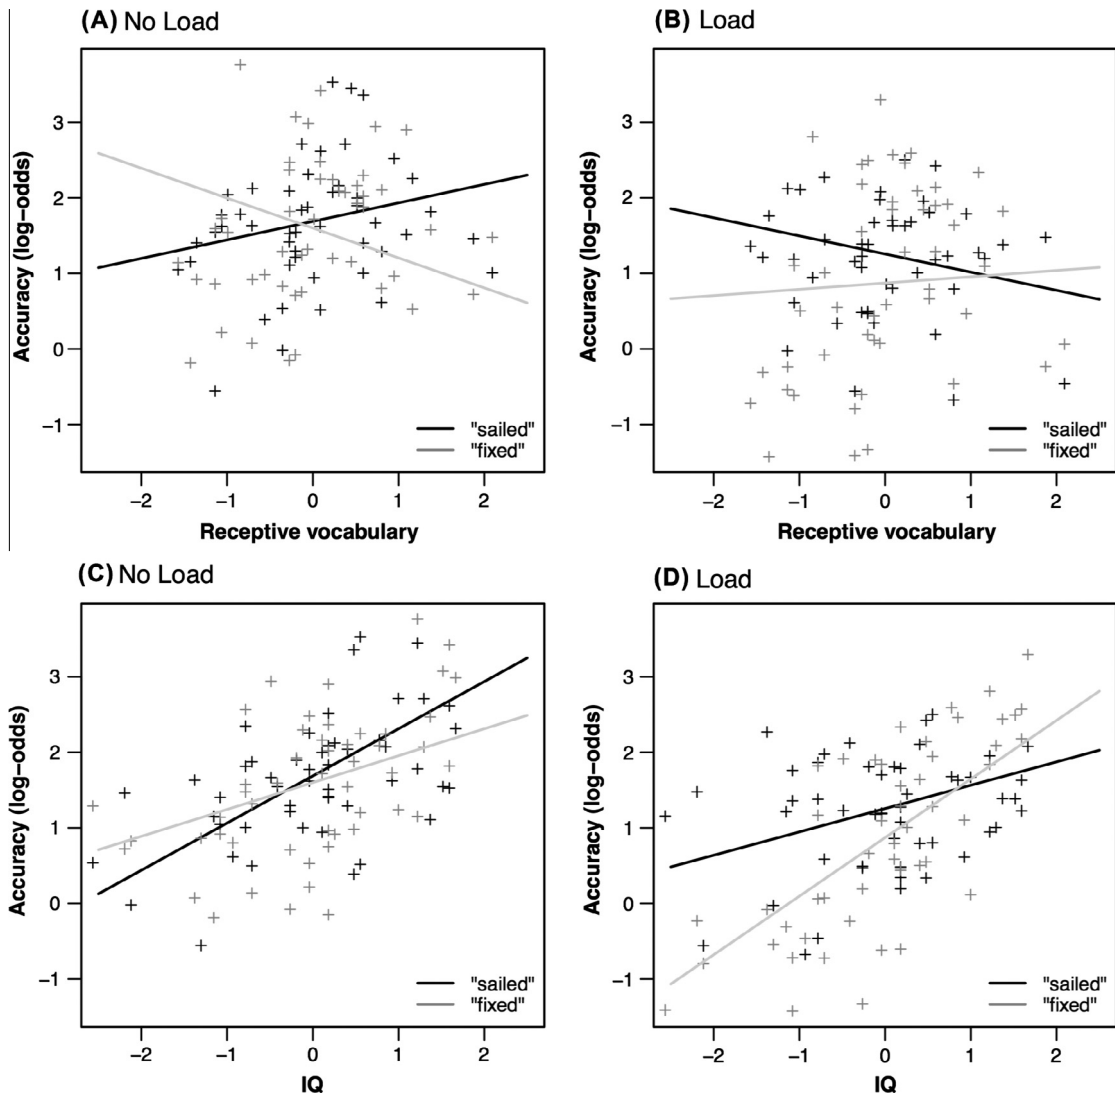 (A) No Load
(B) Load
Accuracy (log−odds)
3
2
1
0
−1
"sailed"
"fixed"
−2 −1 0 1 2
Receptive vocabulary
Accuracy (log−odds)
3
2
1
0
−1
"sailed"
"fixed"
−2 −1 0 1 2
Receptive vocabulary
(C) No Load
(D) Load
Accuracy (log−odds)
3
2
1
0
−1
"sailed"
"fixed"
−2 −1 0 1 2
IQ
Accuracy (log−odds)
3
2
1
0
−1
"sailed"
"fixed"
−2 −1 0 1 2
IQ